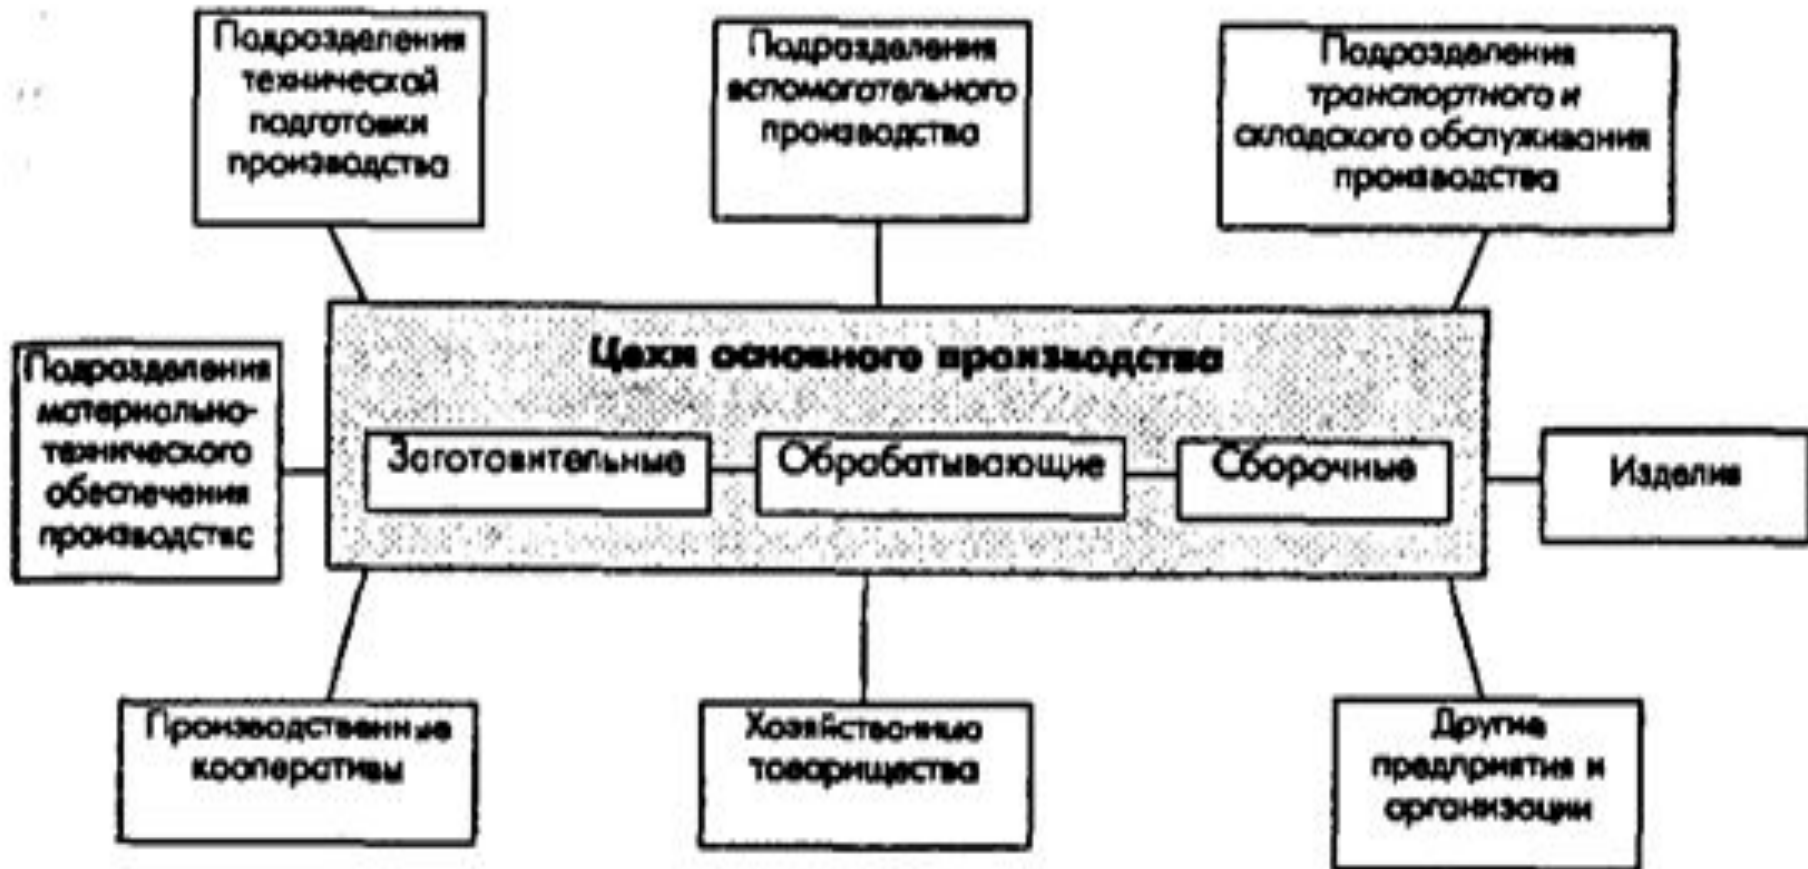 Подразделения
технической
подготовки
производства
Подразделения
вспомогательного
производства
Подразделения
транспортного и
складского обслуживания
производства
Цехи основного производства
Подразделения
материально-
технического
обеспечения
производства
Заготовительные
Обрабатывающие
Сборочные
Изделия
Производственные
кооперативы
Хозяйственные
товарищества
Другие
предприятия и
организации